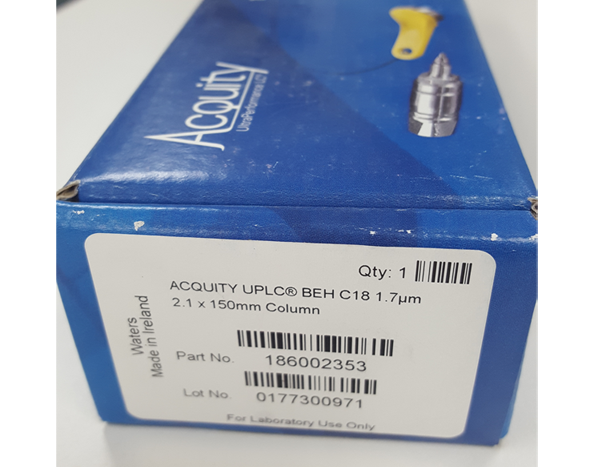 Acquity
UltraPerformance LC®
Qty: 1
ACQUITY UPLC® BEH C18 1.7µm
2.1 x 150mm Column
Waters
Made in Ireland
Part No. 186002353
Lot No. 0177300971
For Laboratory Use Only